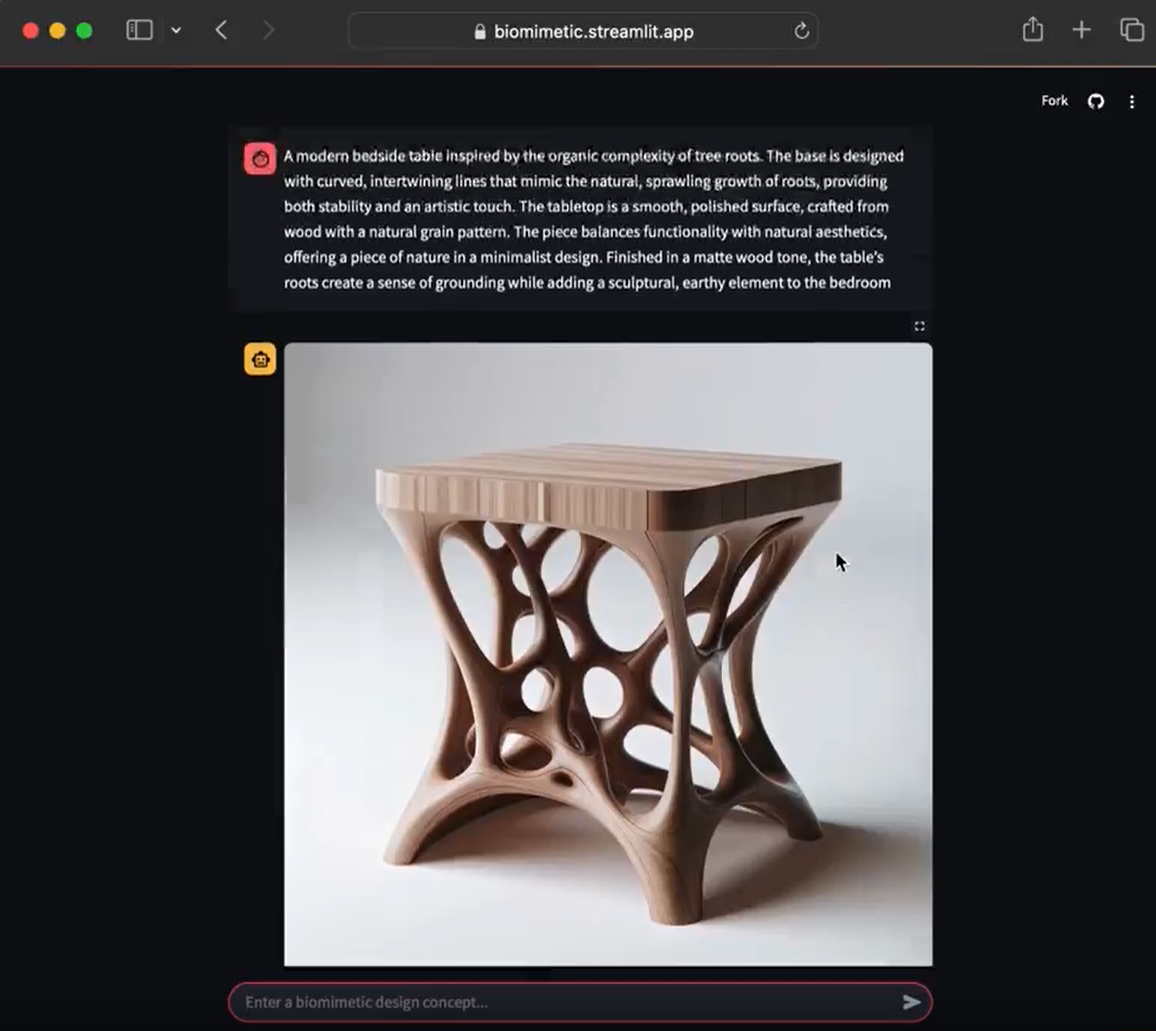 biomimetic.streamlit.app
Fork
A modern bedside table inspired by the organic complexity of tree roots. The base is designed
with curved, intertwining lines that mimic the natural, sprawling growth of roots, providing
both stability and an artistic touch. The tabletop is a smooth, polished surface, crafted from
wood with a natural grain pattern. The piece balances functionality with natural aesthetics,
offering a piece of nature in a minimalist design. Finished in a matte wood tone, the table's
roots create a sense of grounding while adding a sculptural, earthy element to the bedroom
Enter a biomimetic design concept...